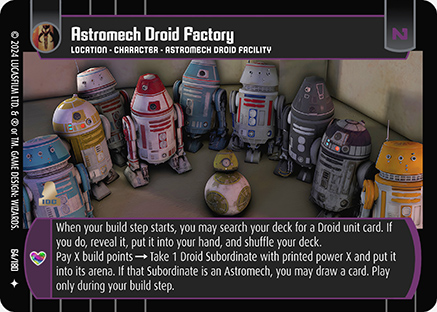 Astromech Droid Factory
LOCATION - CHARACTER - ASTROMECH DROID FACILITY
N
© 2024 LUCASFILM LTD. & ® OR TM. GAME DESIGN: WIZARDS.
100
When your build step starts, you may search your deck for a Droid unit card. If
you do, reveal it, put it into your hand, and shuffle your deck.
Pay X build points → Take 1 Droid Subordinate with printed power X and put it
into its arena. If that Subordinate is an Astromech, you may draw a card. Play
only during your build step.
64/180